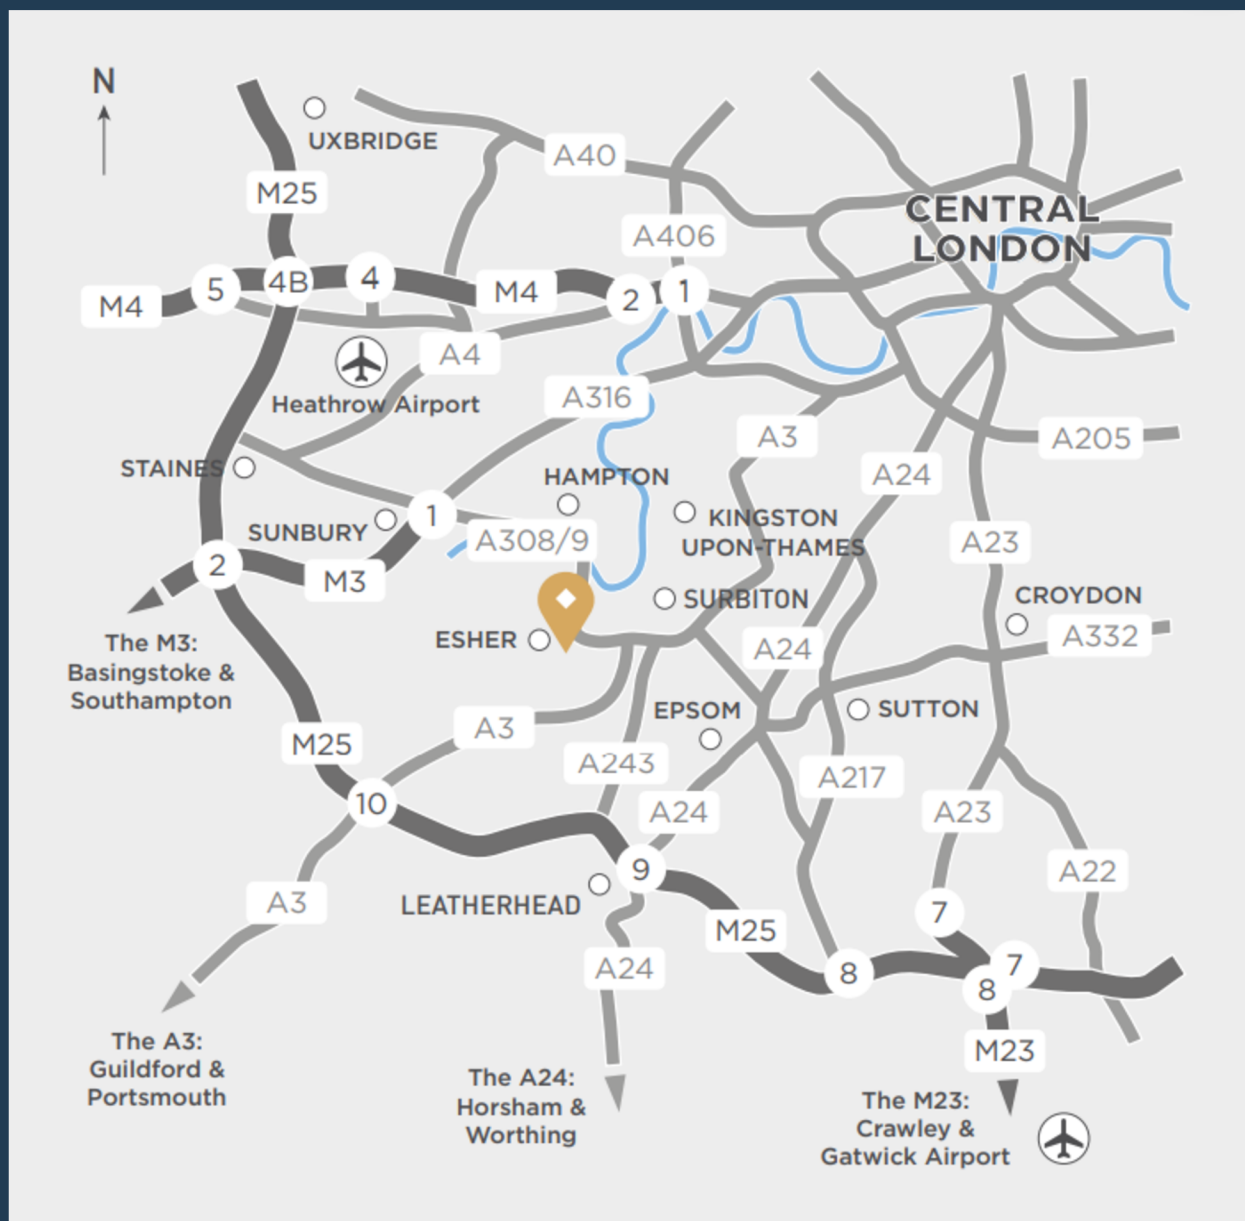 N
UXBRIDGE
A40
M25
CENTRAL
LONDON
A406
5
4B
4
M4
M4
2
1
A4
Heathrow Airport
A316
A3
A205
STAINES
HAMPTON
A24
SUNBURY
1
KINGSTON
UPON-THAMES
A308/9
A23
2
M3
SURBITON
CROYDON
ESHER
A332
The M3:
Basingstoke &
Southampton
A24
EPSOM
SUTTON
A3
M25
A243
A217
10
A24
A23
9
A22
LEATHERHEAD
A3
7
M25
A24
8
7
8
The A3:
Guildford &
Portsmouth
M23
The A24:
Horsham &
Worthing
The M23:
Crawley &
Gatwick Airport